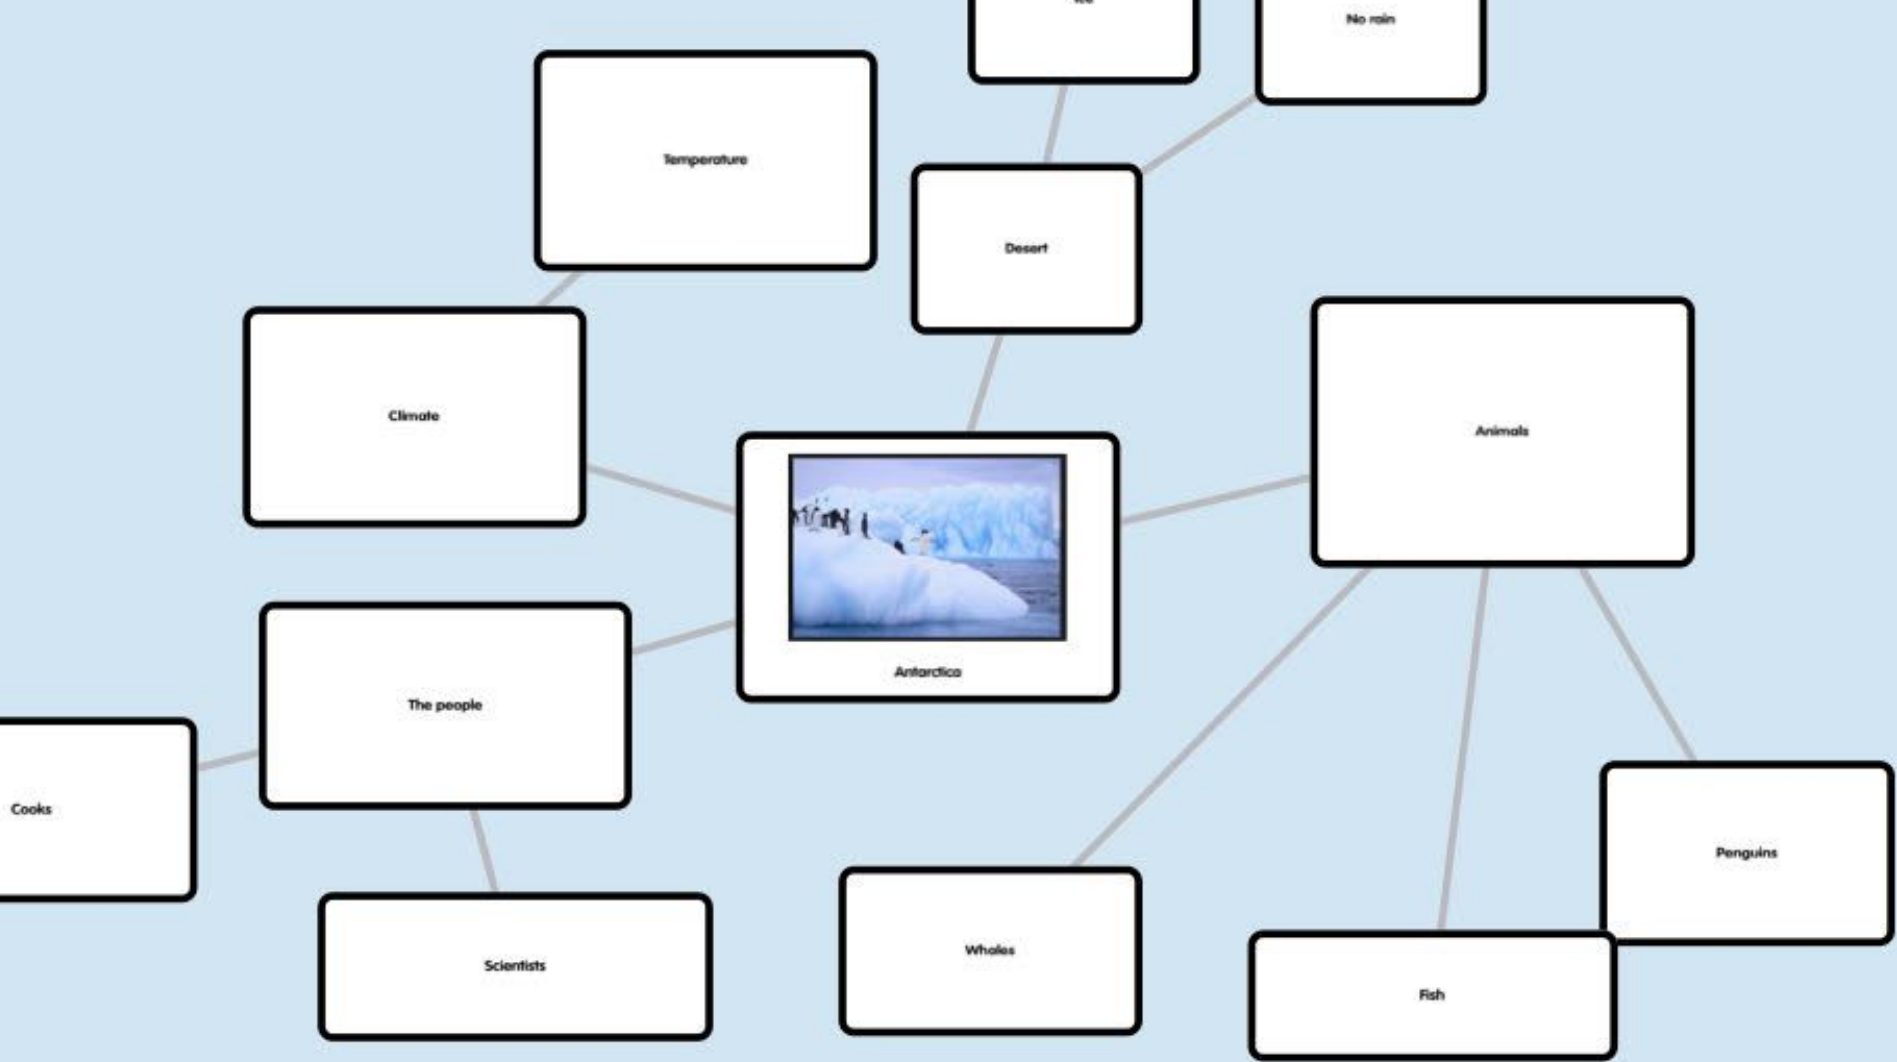 No rain
Temperature
Desert
Climate
Animals
Antarctica
The people
Cooks
Penguins
Whales
Scientists
Fish